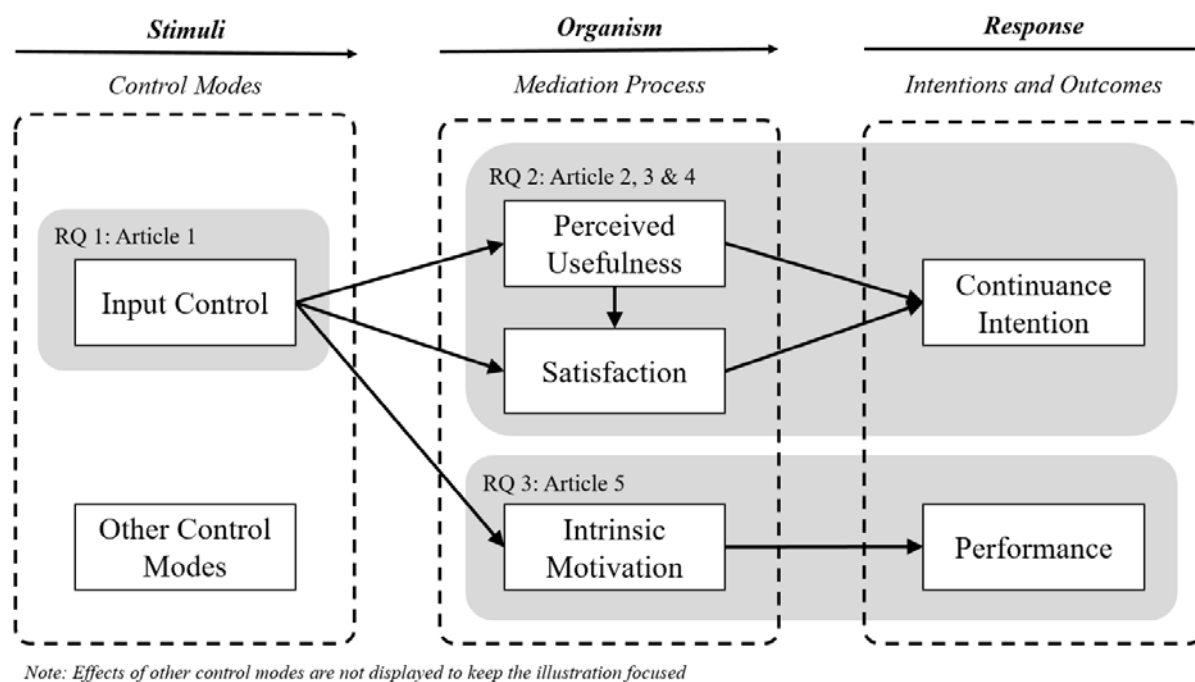 Stimuli
Organism
Response
Control Modes
Mediation Process
Intentions and Outcomes
RQ 1: Article 1
Input Control
Other Control
Modes
RQ 2: Article 2, 3 & 4
Perceived
Usefulness
Satisfaction
Continuance
Intention
RQ 3: Article 5
Intrinsic
Motivation
Performance
Note: Effects of other control modes are not displayed to keep the illustration focused